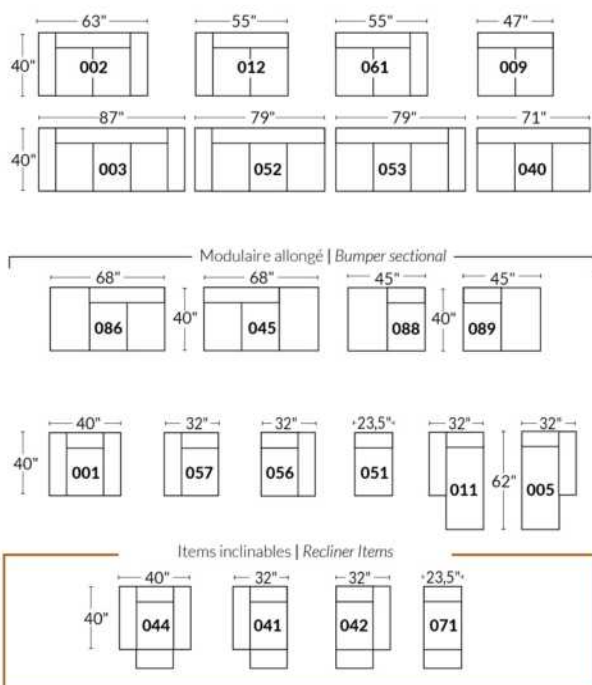 63" 55" 55" 47"
40" 002 012 061 009
87" 79" 79" 71"
40" 003 052 053 040
Modulaire allongé | Bumper sectional
68" 68" 45" 45"
086 40" 045 088 40" 089
40" 32" 32" 23,5" 32" 32"
40" 001 057 056 051 011 62" 005
Items inclinables | Recliner Items
40" 32" 32" 23,5"
40" 044 041 042 071